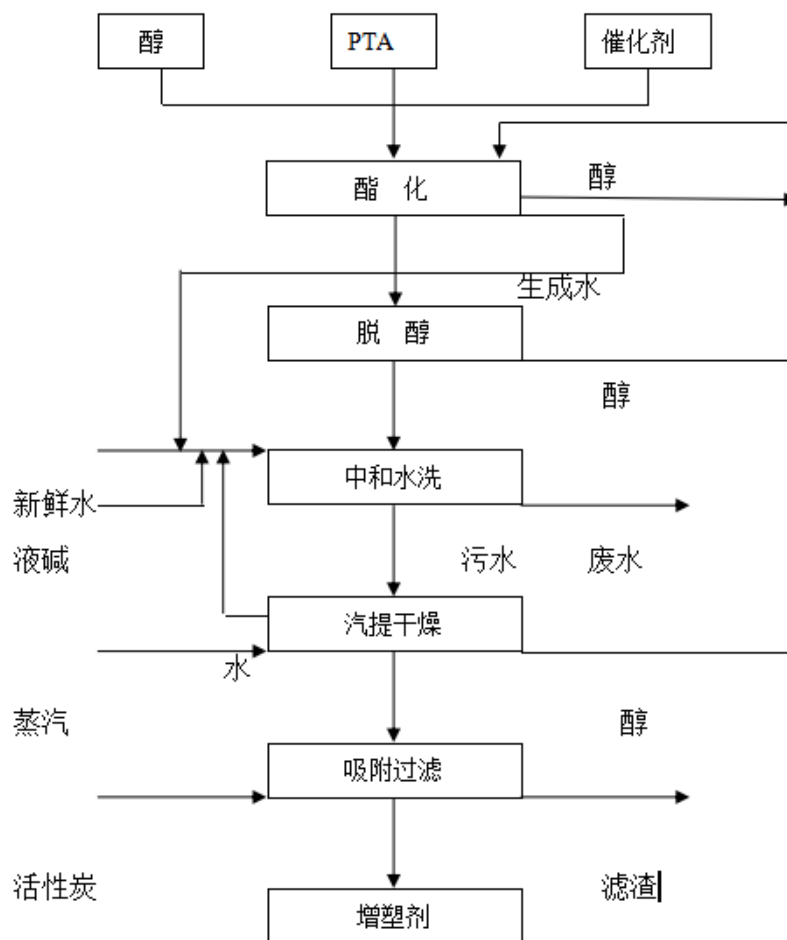 醇
PTA
催化剂
酯 化
醇
生成水
脱 醇
醇
中和水洗
新鲜水
液碱
污水
废水
汽提干燥
水
蒸汽
醇
吸附过滤
活性炭
滤渣
增塑剂